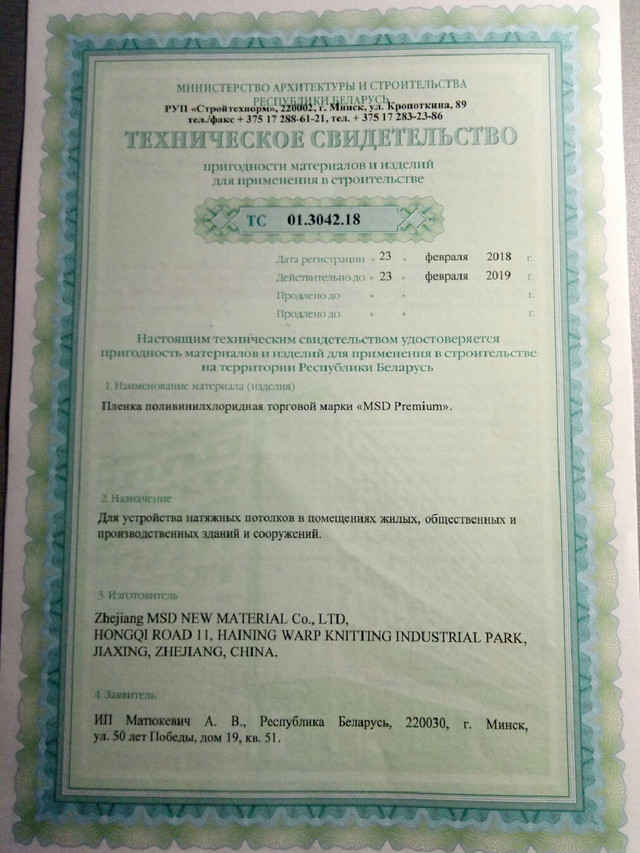 МИНИСТЕРСТВО АРХИТЕКТУРЫ И СТРОИТЕЛЬСТВА
РЕСПУБЛИКИ БЕЛАРУСЬ
РУП «Стройтехнорм», 220002, г. Минск, ул. Кропоткина, 89
тел./факс + 375 17 288-61-21, тел. + 375 17 283-23-86
ТЕХНИЧЕСКОЕ СВИДЕТЕЛЬСТВО
пригодности материалов и изделий
для применения в строительстве
ТС 01.3042.18
Дата регистрации « 23 » февраля 2018 г.
Действительно до « 23 » февраля 2019 г.
Продлено до « » г.
Продлено до « » г.
Настоящим техническим свидетельством удостоверяется
пригодность материалов и изделий для применения в строительстве
на территории Республики Беларусь
1. Наименование материала (изделия)
Пленка поливинилхлоридная торговой марки «MSD Premium».
2. Назначение
Для устройства натяжных потолков в помещениях жилых, общественных и
производственных зданий и сооружений.
3. Изготовитель
Zhejiang MSD NEW MATERIAL Co., LTD,
HONGQI ROAD 11, HAINING WARP KNITTING INDUSTRIAL PARK,
JIAXING, ZHEJIANG, CHINA.
4. Заявитель
ИП Матюкевич А. В., Республика Беларусь, 220030, г. Минск,
ул. 50 лет Победы, дом 19, кв. 51.